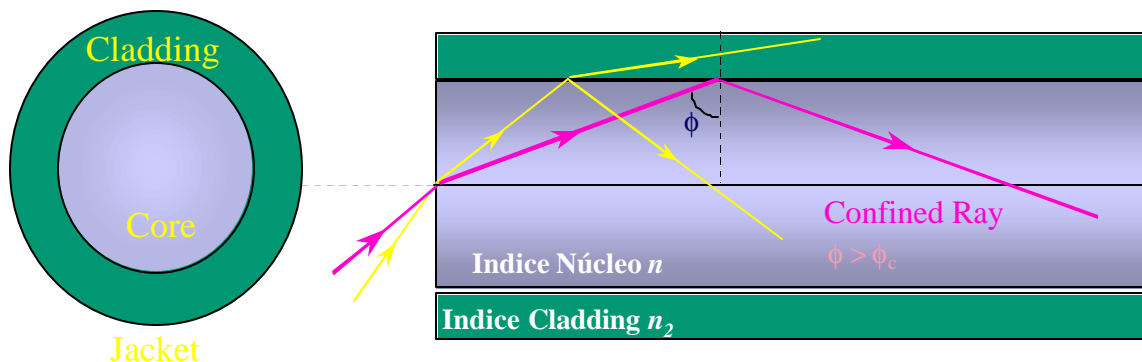 Cladding
Core
Jacket
ϕ
Confined Ray
ϕ > ϕc
Indice Núcleo n
Indice Cladding n2